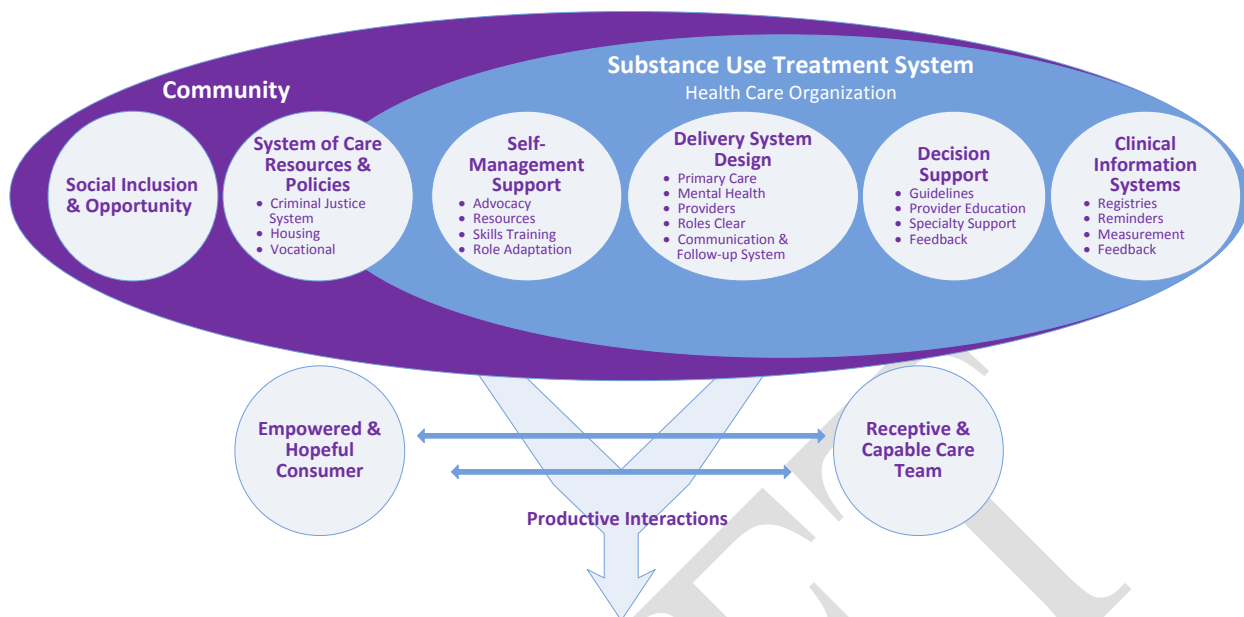 Substance Use Treatment System
Health Care Organization
Community
Social Inclusion
& Opportunity
System of Care
Resources &
Policies
• Criminal Justice
System
• Housing
• Vocational
Self-
Management
Support
• Advocacy
• Resources
• Skills Training
• Role Adaptation
Delivery System
Design
• Primary Care
• Mental Health
• Providers
• Roles Clear
• Communication &
Follow-up System
Decision
Support
• Guidelines
• Provider Education
• Specialty Support
• Feedback
Clinical
Information
Systems
• Registries
• Reminders
• Measurement
• Feedback
Empowered &
Hopeful
Consumer
Receptive &
Capable Care
Team
Productive Interactions